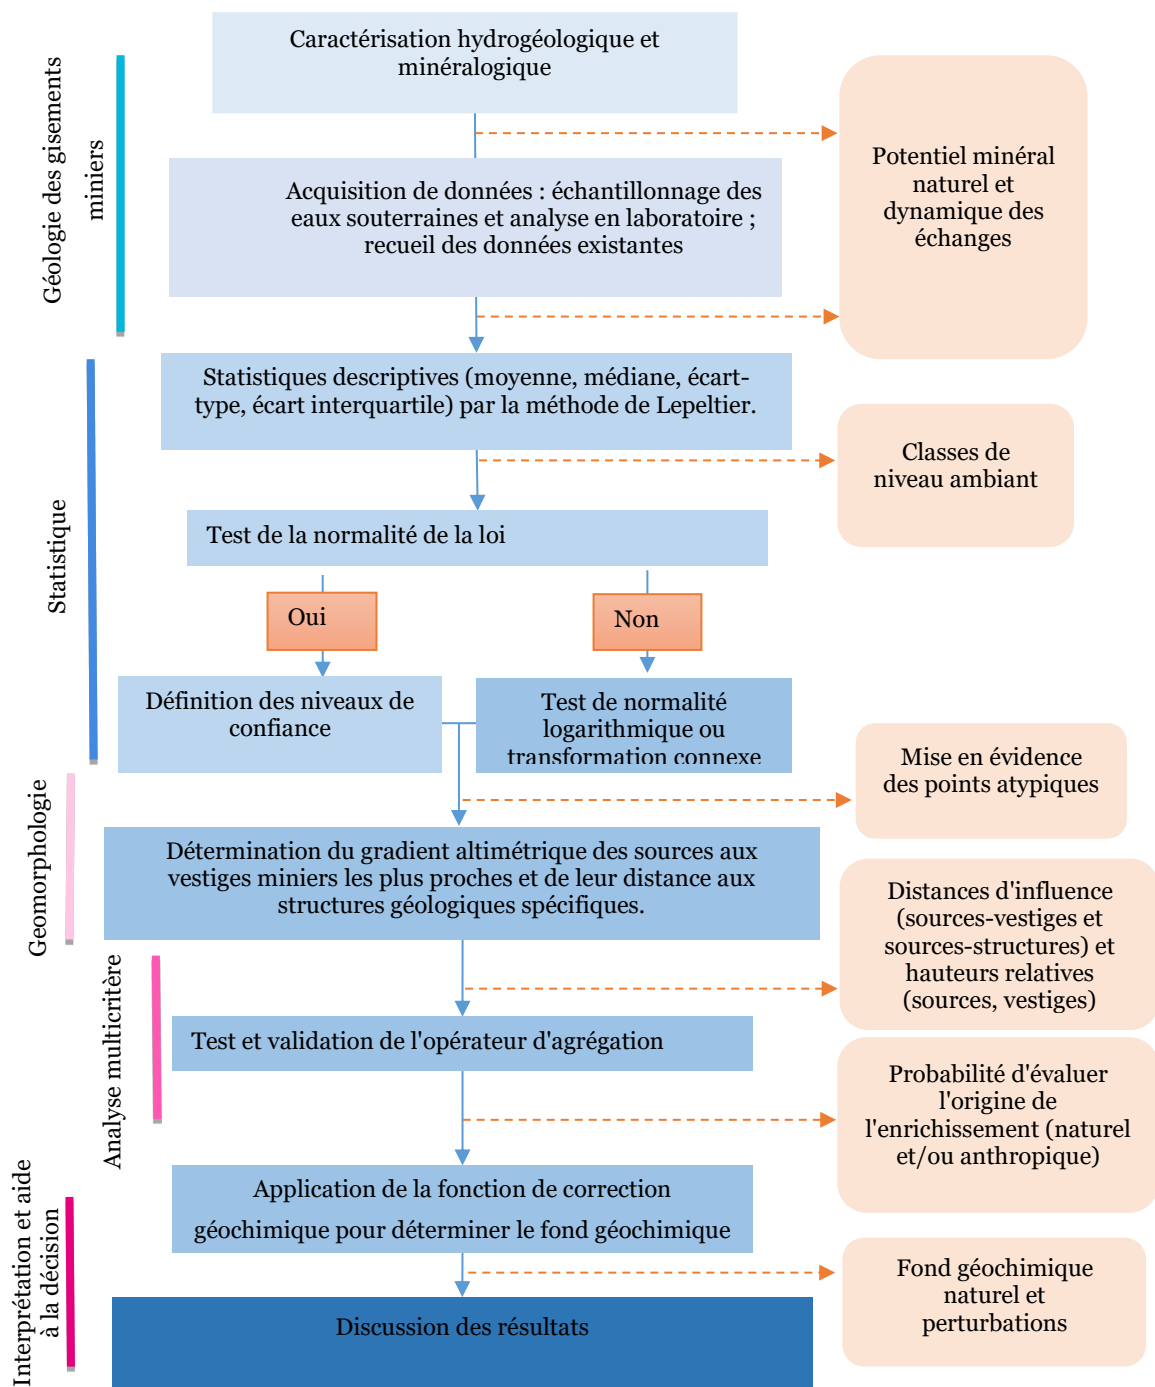 Caractérisation hydrogéologique et
minéralogique
Géologie des gisements
miniers
Potentiel minéral
naturel et
dynamique des
échanges
Acquisition de données : échantillonnage des
eaux souterraines et analyse en laboratoire ;
recueil des données existantes
Statistiques descriptives (moyenne, médiane, écart-
type, écart interquartile) par la méthode de Lepeltier.
Classes de
niveau ambiant
Statistique
Test de la normalité de la loi
Oui
Non
Définition des niveaux de
confiance
Test de normalité
logarithmique ou
transformation connexe
Mise en évidence
des points atypiques
Geomorphologie
Détermination du gradient altimétrique des sources aux
vestiges miniers les plus proches et de leur distance aux
structures géologiques spécifiques.
Distances d'influence
(sources-vestiges et
sources-structures) et
hauteurs relatives
(sources, vestiges)
Analyse multicritère
Test et validation de l'opérateur d'agrégation
Probabilité d'évaluer
l'origine de
l'enrichissement (naturel
et/ou anthropique)
Interprétation et aide
à la décision
Application de la fonction de correction
géochimique pour déterminer le fond géochimique
Fond géochimique
naturel et
perturbations
Discussion des résultats